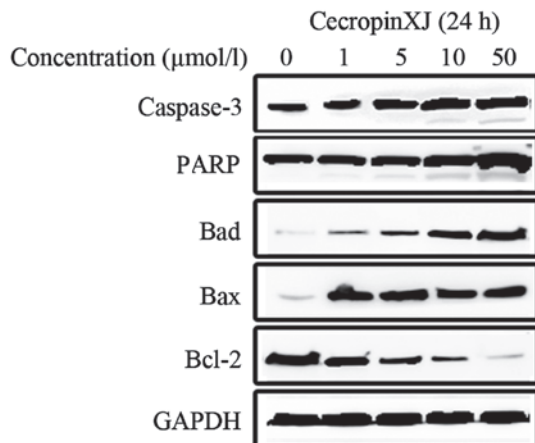 CecropinXJ (24 h)
Concentration (µmol/l) 0 1 5 10 50
Caspase-3
PARP
Bad
Bax
Bcl-2
GAPDH